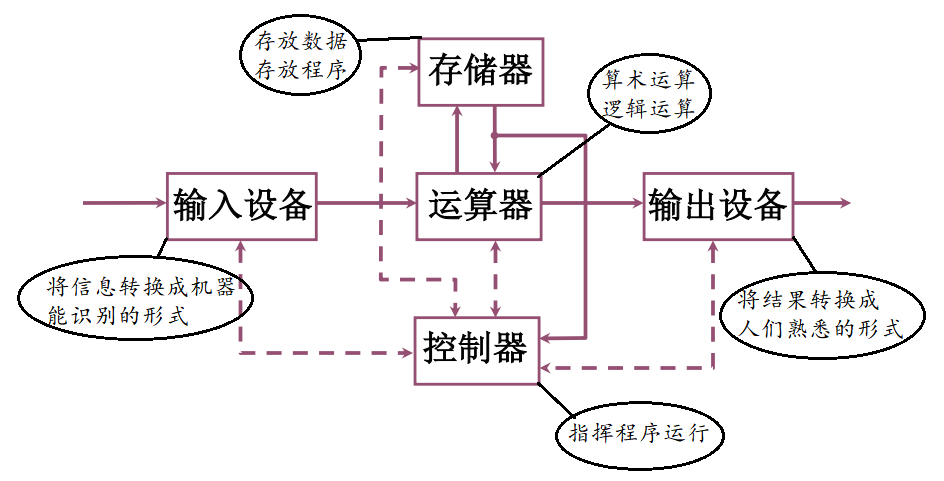 存放数据
存放程序
存储器
算术运算
逻辑运算
输入设备
运算器
输出设备
将信息转换成机器
能识别的形式
将结果转换成
人们熟悉的形式
控制器
指挥程序运行